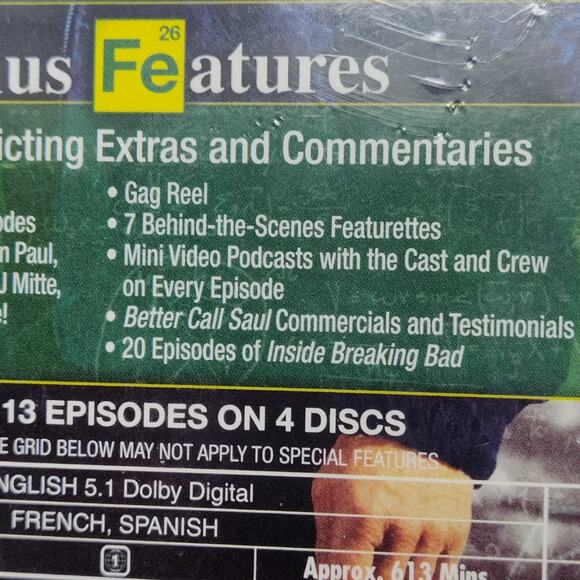 26
us Features
icting Extras and Commentaries
• Gag Reel
odes
• 7 Behind-the-Scenes Featurettes
n Paul,
• Mini Video Podcasts with the Cast and Crew
J Mitte,
on Every Episode
e!
• Better Call Saul Commercials and Testimonials
• 20 Episodes of Inside Breaking Bad
13 EPISODES ON 4 DISCS
E GRID BELOW MAY NOT APPLY TO SPECIAL FEATURES
NGLISH 5.1 Dolby Digital
FRENCH, SPANISH
1
Approx. 613 Mins